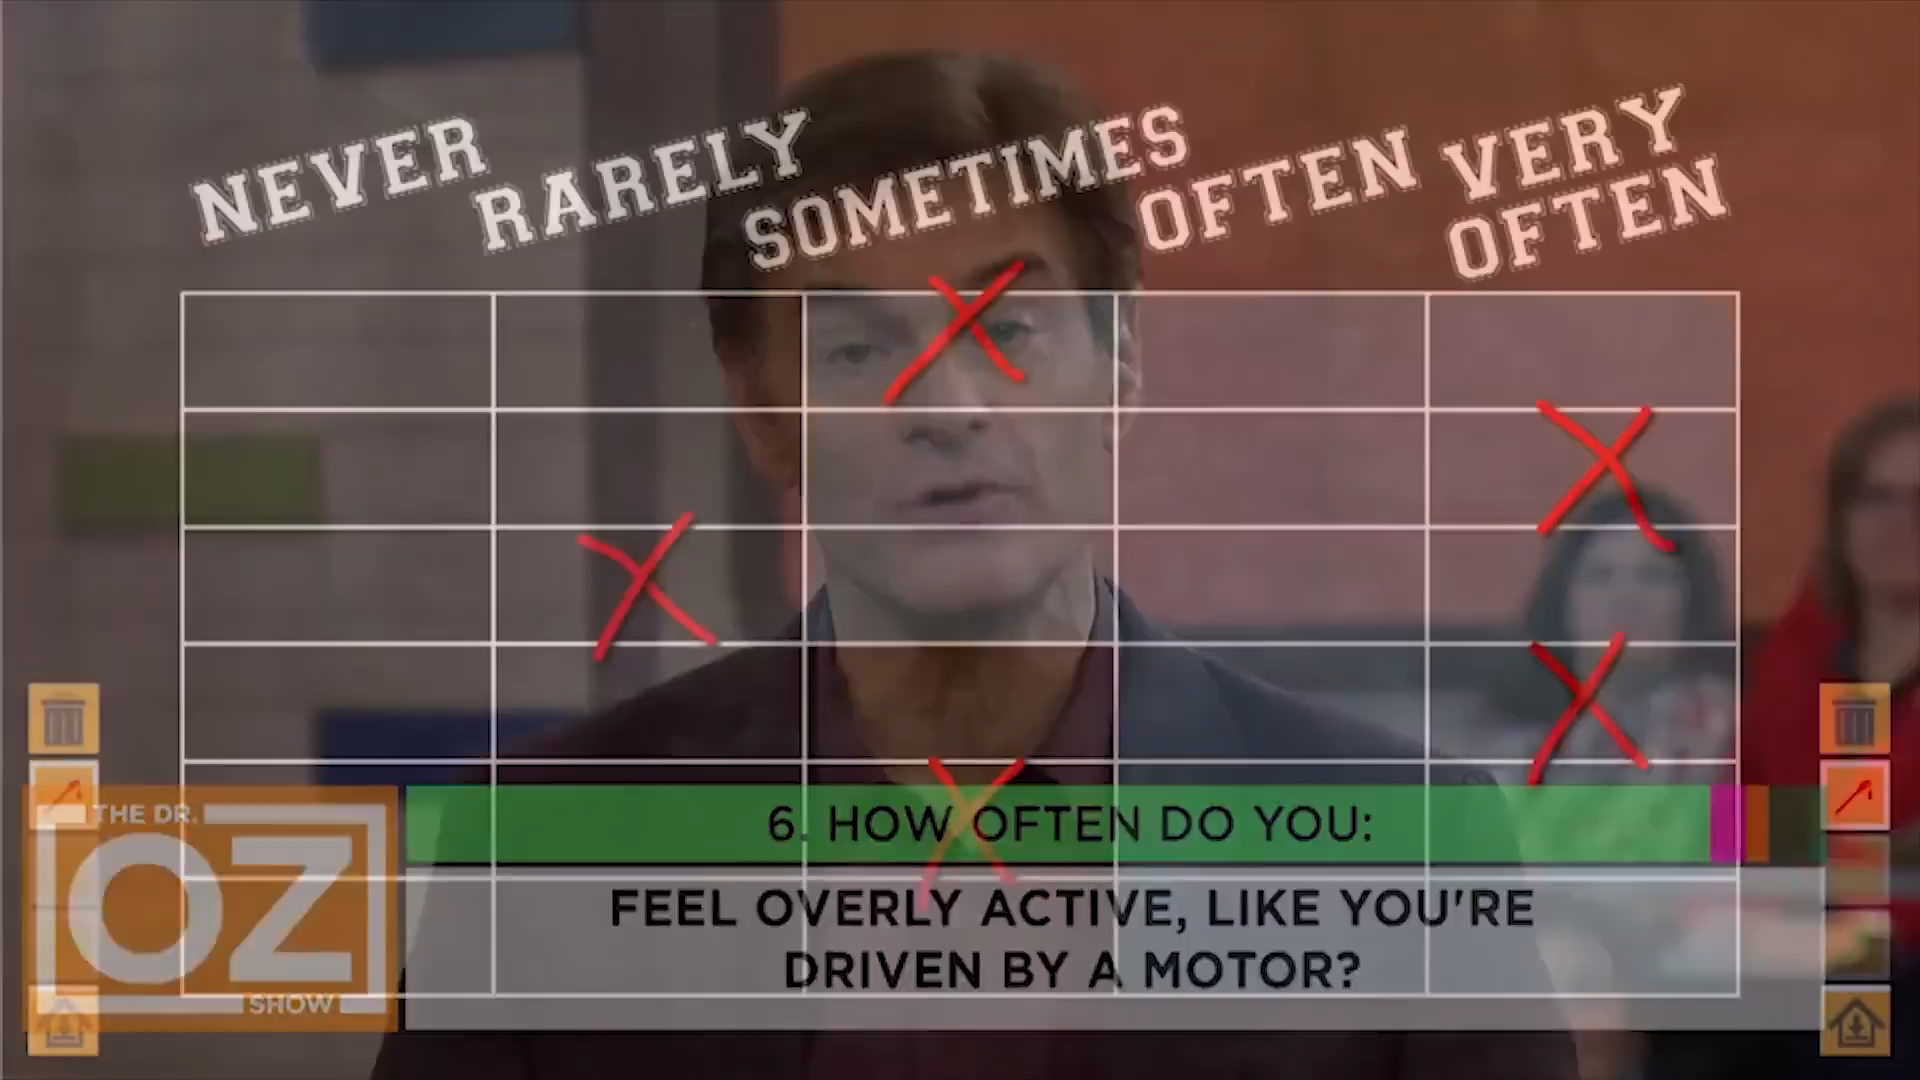 NEVER
RARELY
SOMETIMES
OFTEN
VERY
OFTEN
THE DR.
OZ
SHOW
6. HOW OFTEN DO YOU:
FEEL OVERLY ACTIVE, LIKE YOU'RE
DRIVEN BY A MOTOR?